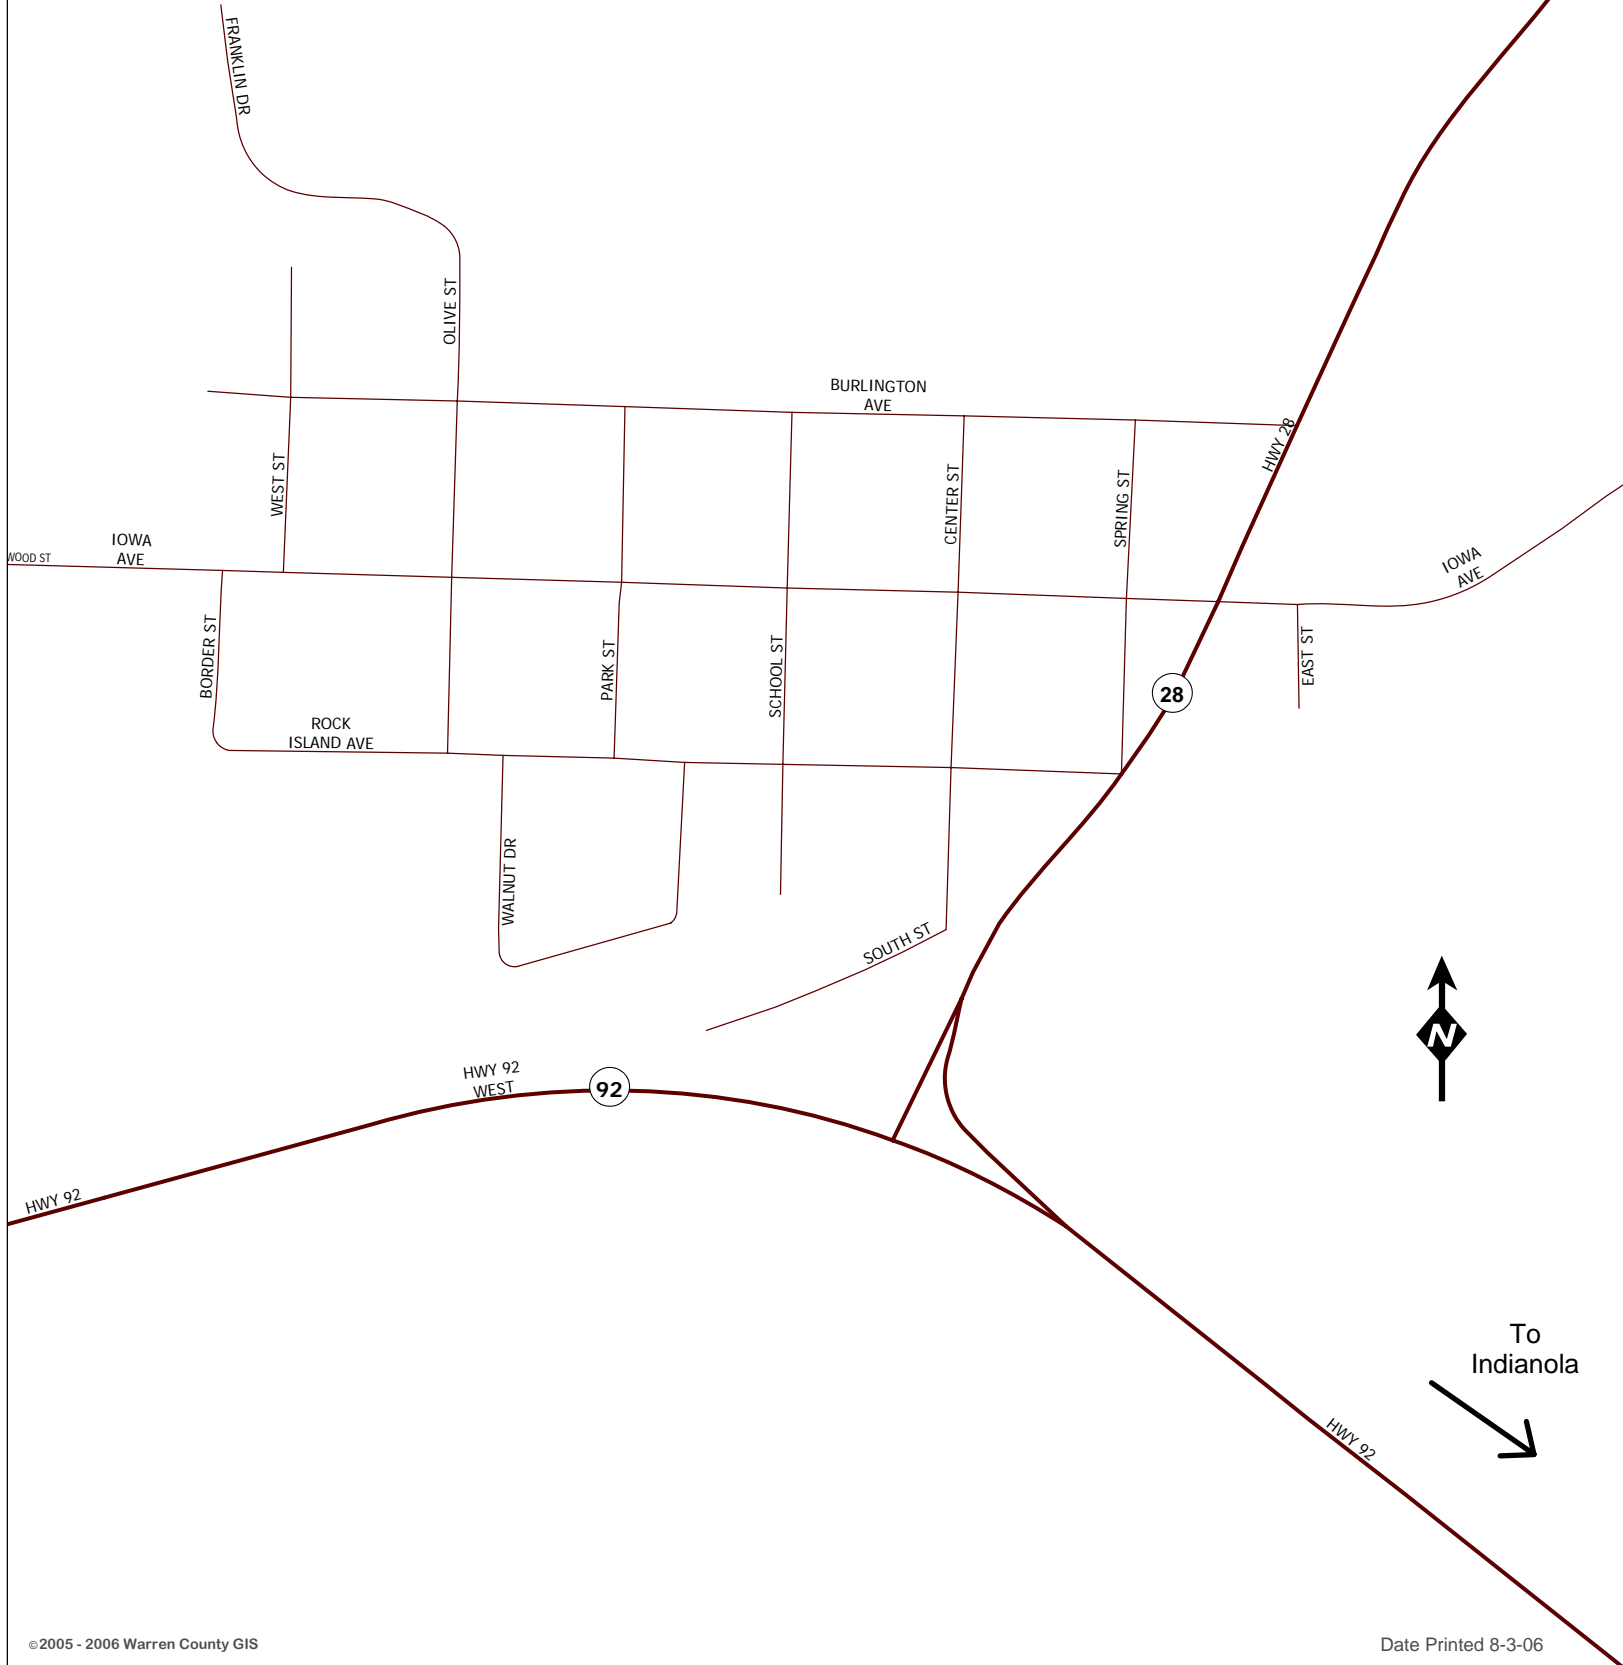 FRANKLIN DR
OLIVE ST
BURLINGTON
AVE
HWY 28
WEST ST
CENTER ST
SPRING ST
IOWA
AVE
WOOD ST
IOWA
AVE
BORDER ST
PARK ST
SCHOOL ST
EAST ST
28
ROCK
ISLAND AVE
WALNUT DR
SOUTH ST
N
HWY 92
WEST
92
HWY 92
To
Indianola
HWY 92
©2005 - 2006 Warren County GIS
Date Printed 8-3-06